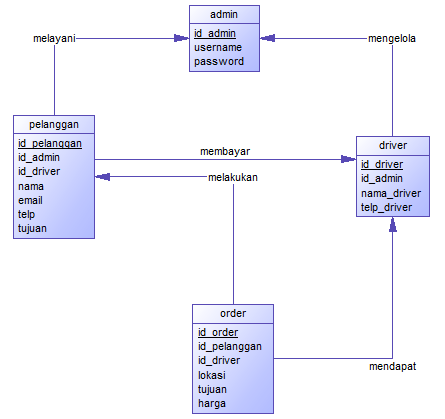 admin
id_admin
username
password
melayani
mengelola
pelanggan
id_pelanggan
id_admin
id_driver
nama
email
telp
tujuan
membayar
melakukan
driver
id_driver
id_admin
nama_driver
telp_driver
order
id_order
id_pelanggan
id_driver
lokasi
tujuan
harga
mendapat